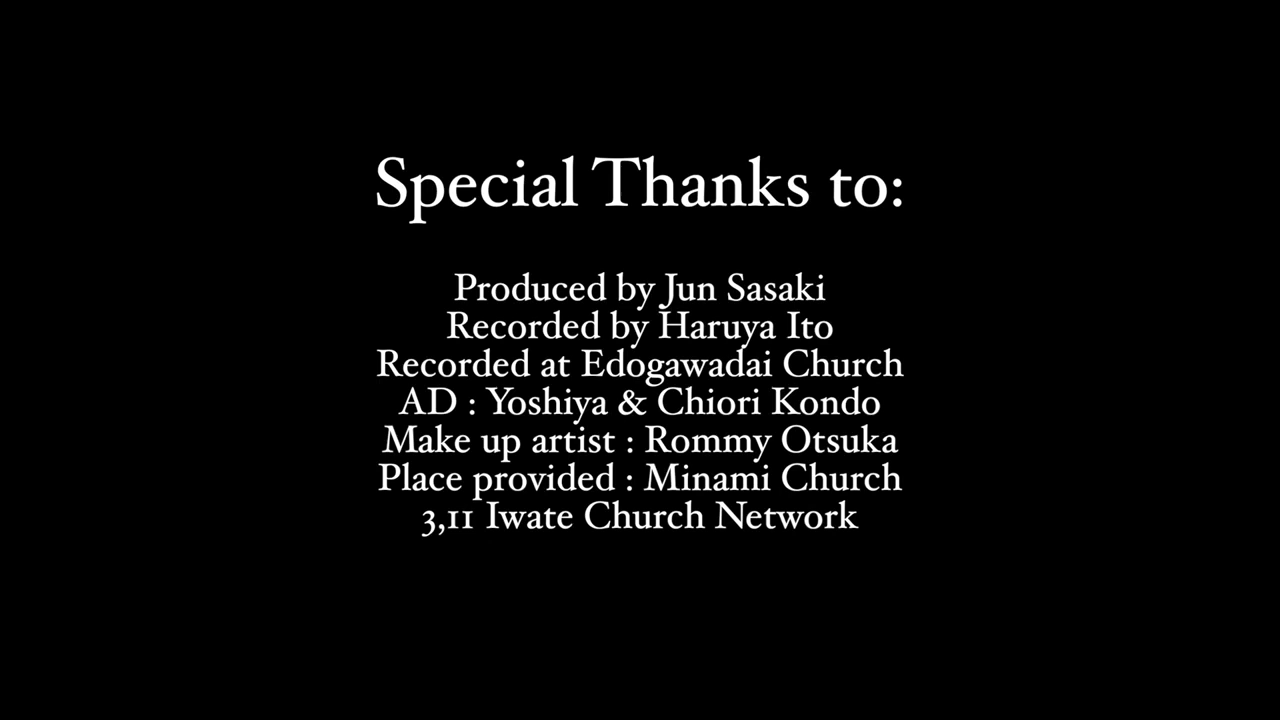 Special Thanks to:
Produced by Jun Sasaki
Recorded by Haruya Ito
Recorded at Edogawadai Church
AD : Yoshiya & Chiori Kondo
Make up artist : Rommy Otsuka
Place provided : Minami Church
3,11 Iwate Church Network